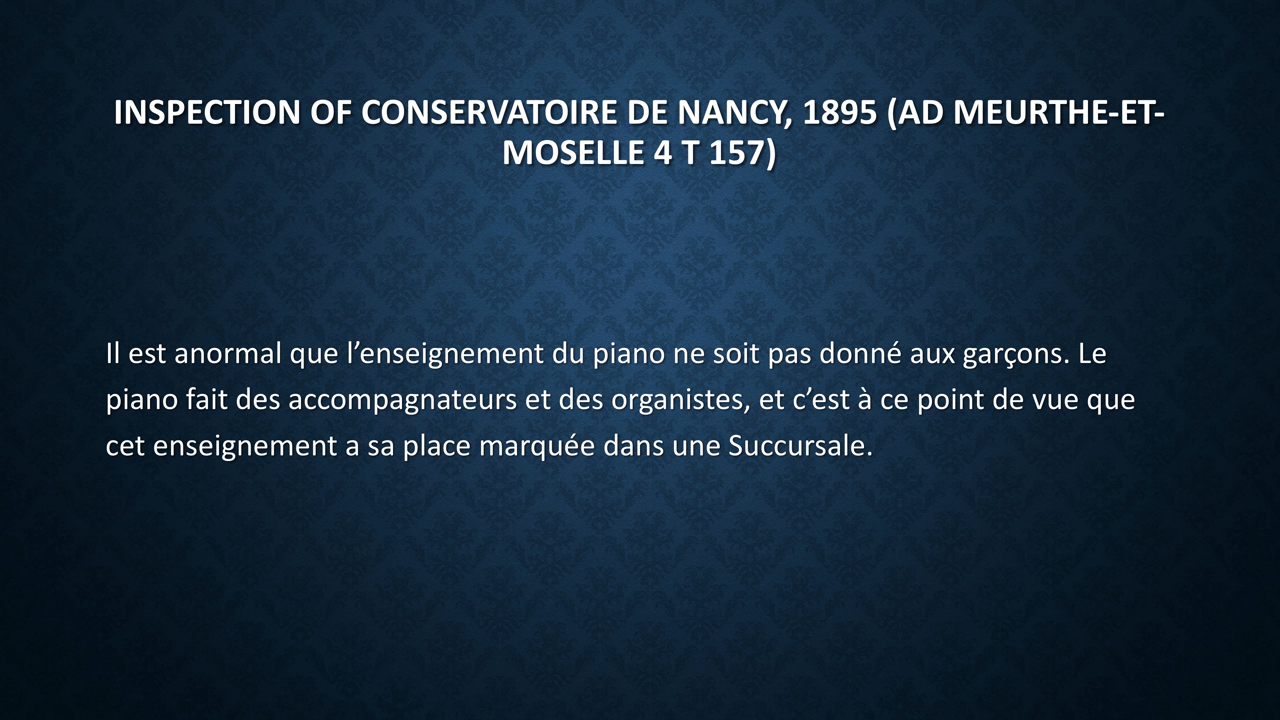 INSPECTION OF CONSERVATOIRE DE NANCY, 1895 (AD MEURTHE-ET-
MOSELLE 4 T 157)
Il est anormal que l’enseignement du piano ne soit pas donné aux garçons. Le
piano fait des accompagnateurs et des organistes, et c’est à ce point de vue que
cet enseignement a sa place marquée dans une Succursale.